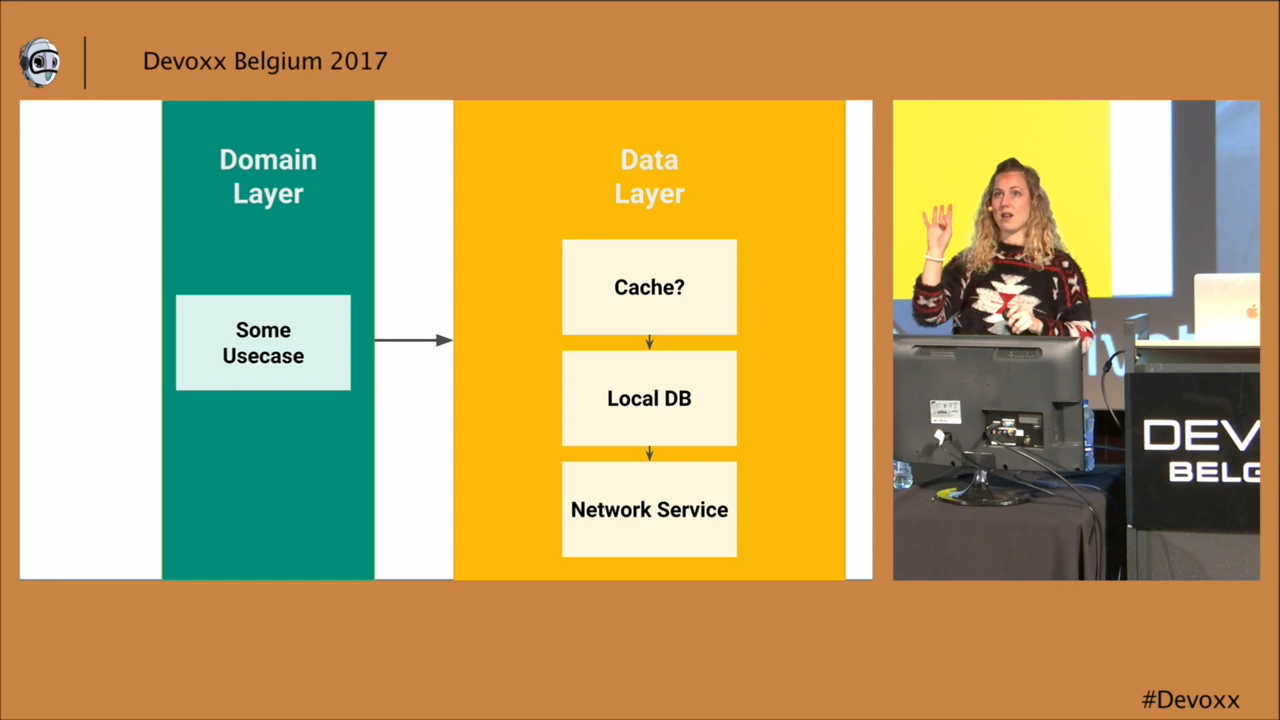 Devoxx Belgium 2017
Domain
Layer
Some
Usecase
Data
Layer
Cache?
Local DB
Network Service
DEV
BELG
#Devoxx